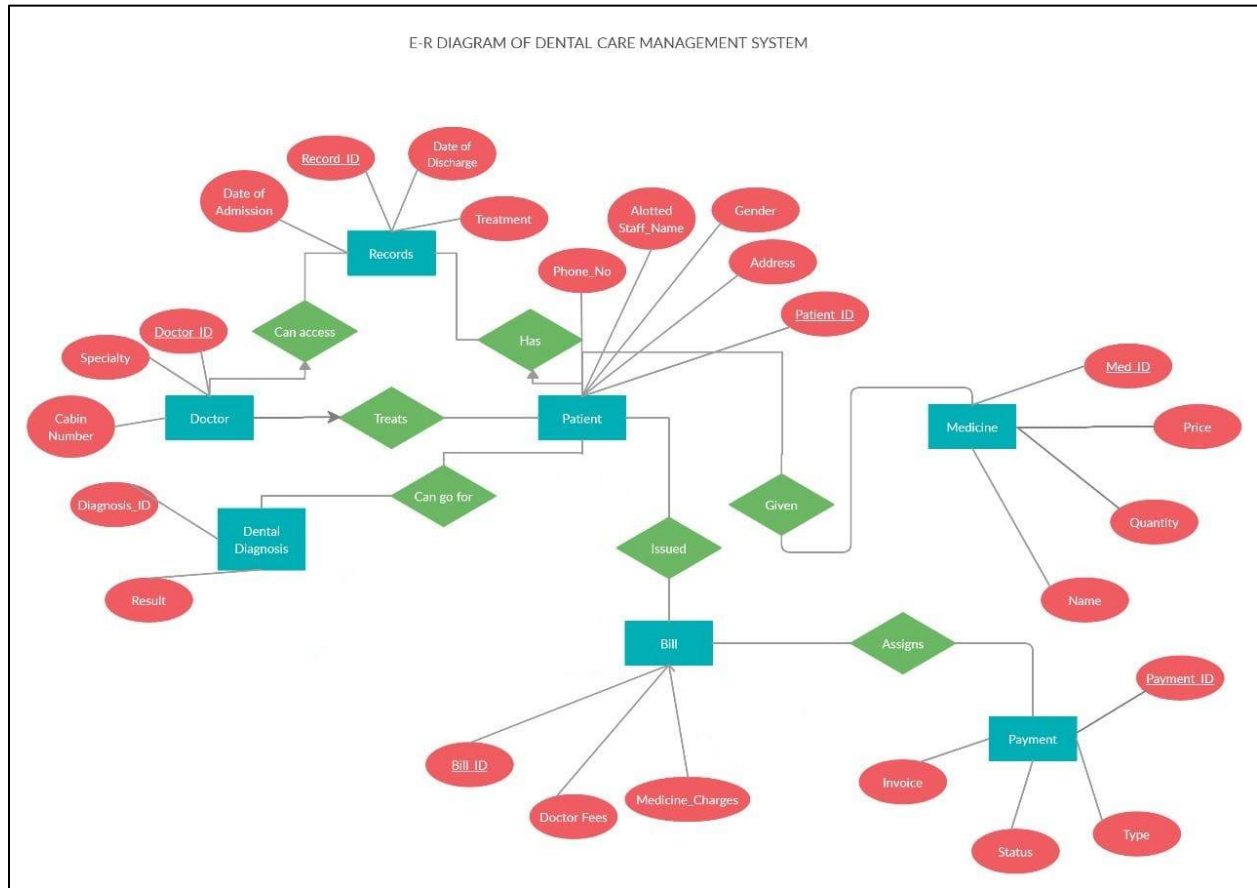 E-R DIAGRAM OF DENTAL CARE MANAGEMENT SYSTEM
Record_ID
Date of
Discharge
Date of
Admission
Treatment
Alotted
Staff_Name
Gender
Records
Phone_No
Address
Can access
Has
Patient_ID
Doctor_ID
Specialty
Med_ID
Cabin
Number
Doctor
Treats
Patient
Medicine
Price
Diagnosis_ID
Can go for
Given
Dental
Diagnosis
Quantity
Issued
Result
Name
Bill
Assigns
Payment_ID
Payment
Bill_ID
Invoice
Doctor Fees
Medicine_Charges
Status
Type